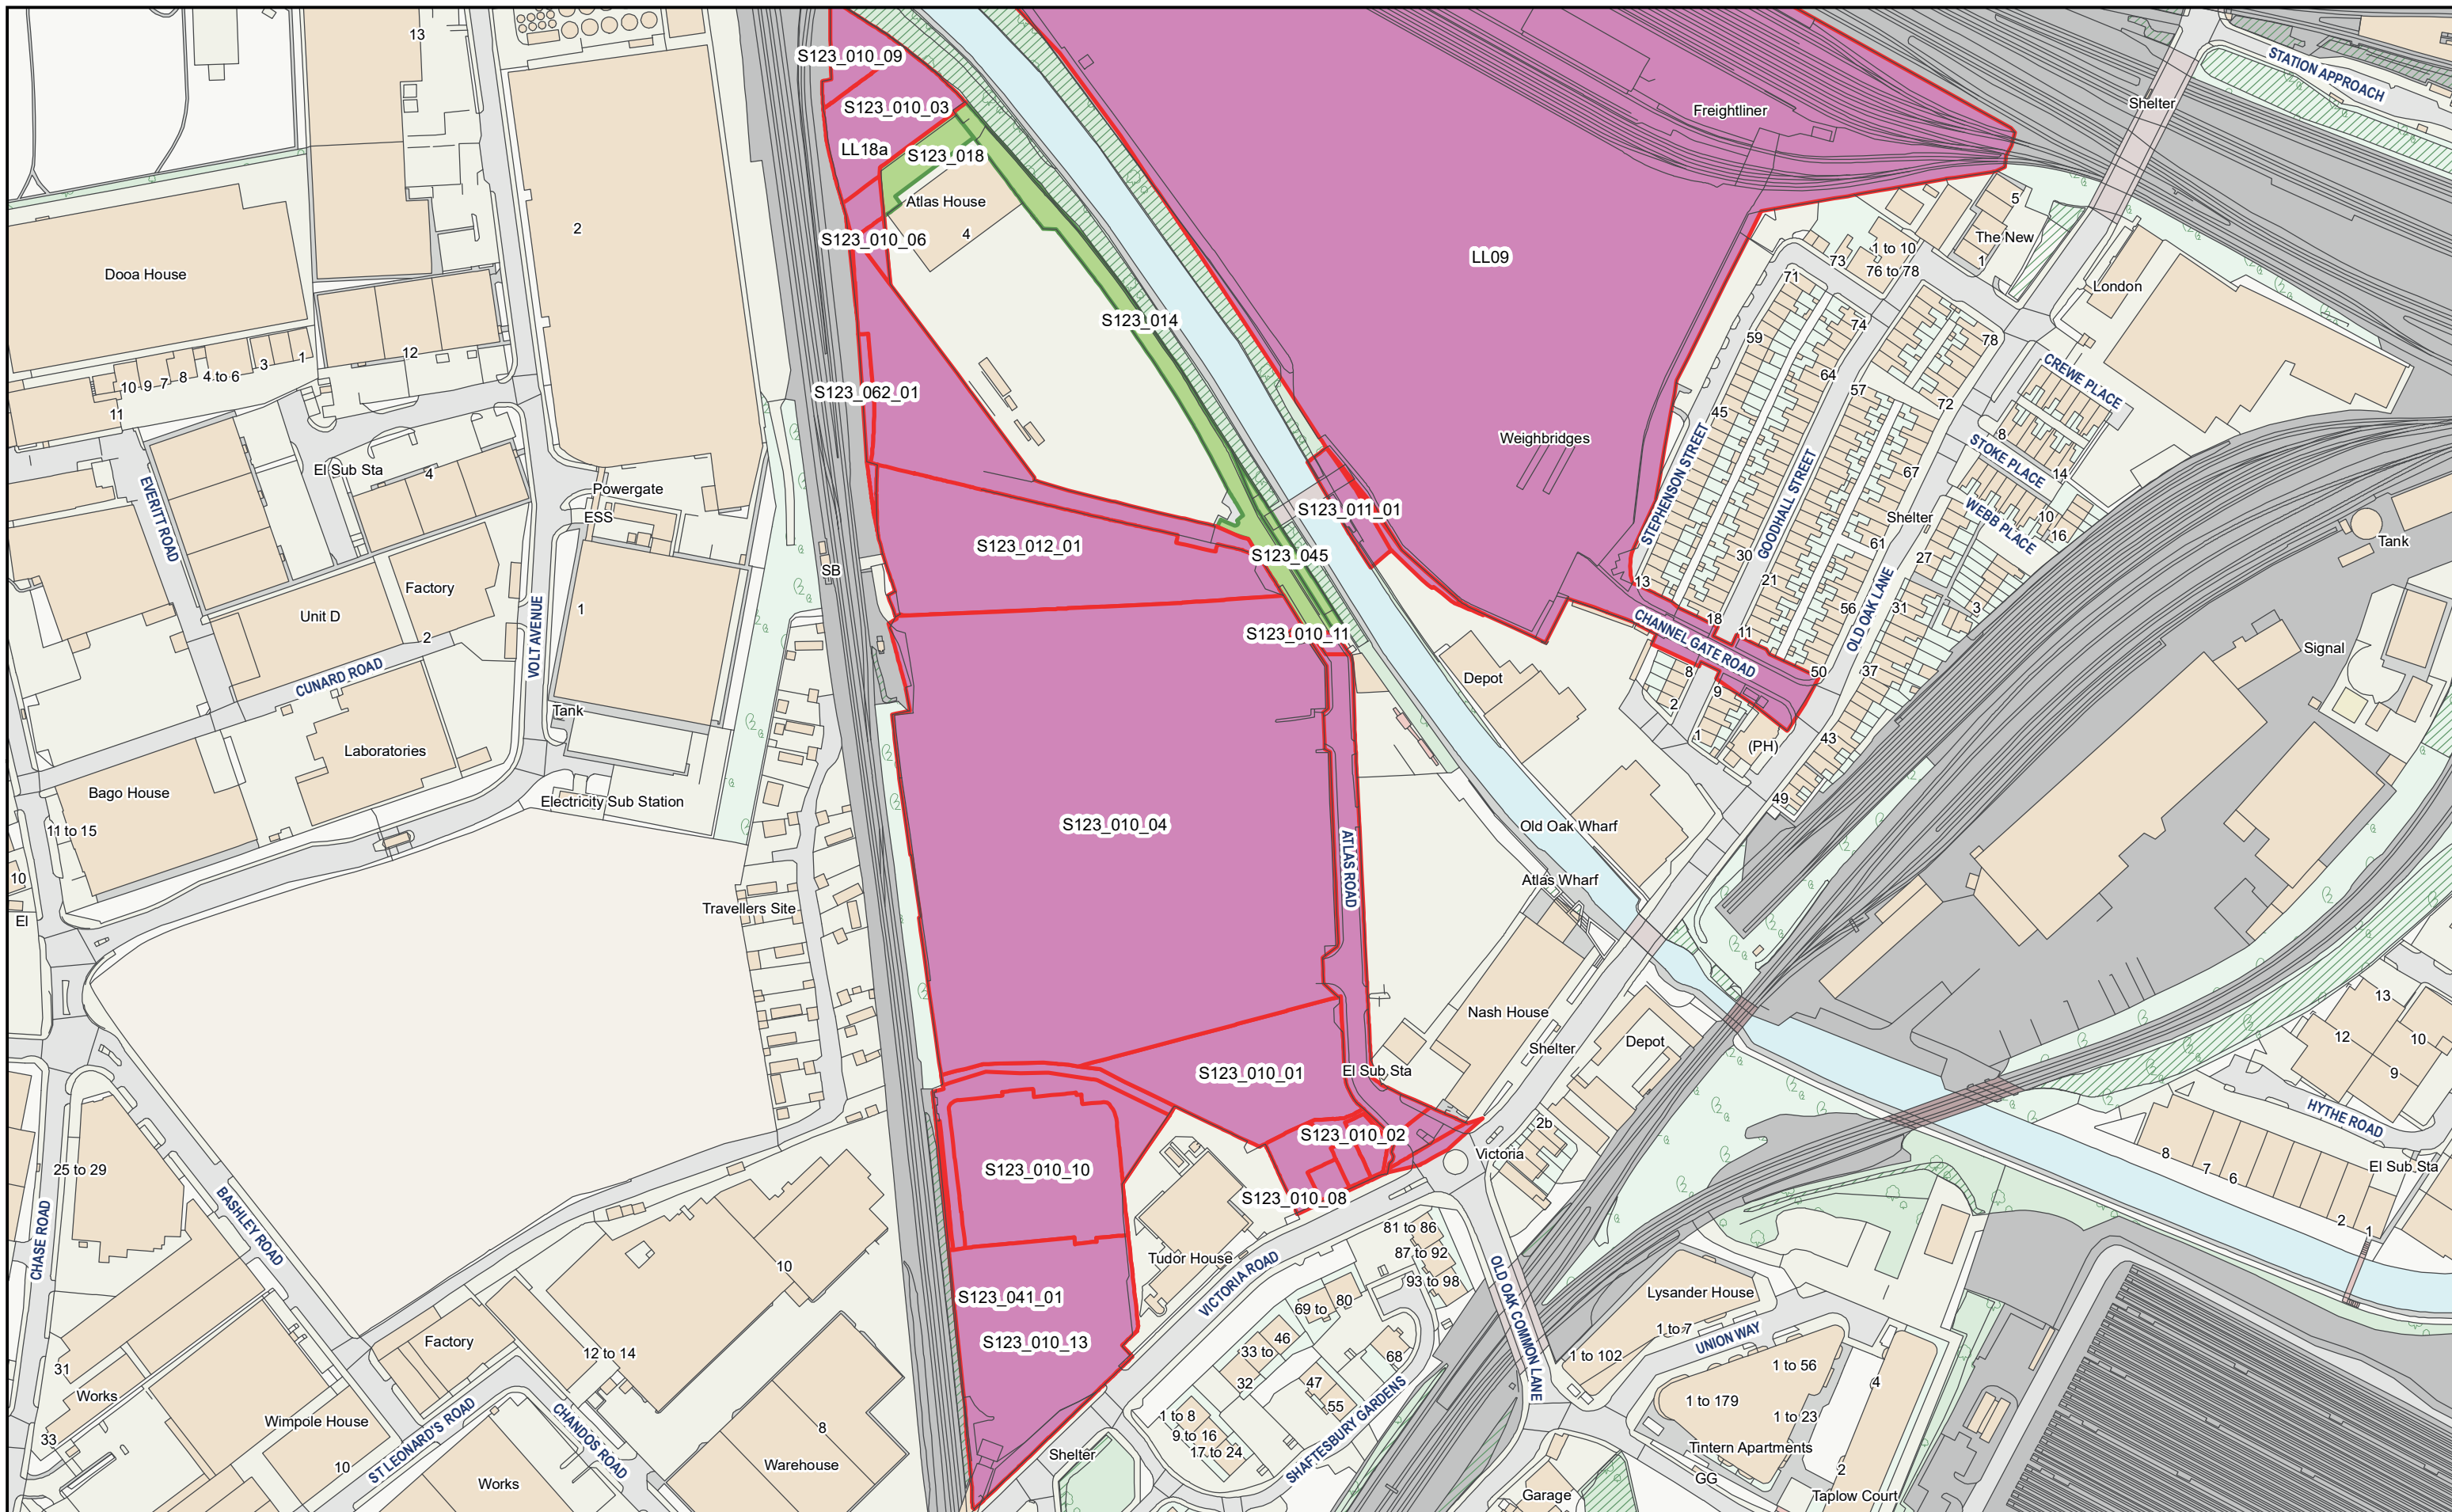 13
S123_010_09
S123_010_03
LL18a
S123_018
Atlas House
4
S123_010_06
S123_014
S123_062_01
S123_012_01
S123_045
S123_010_11
S123_011_01
S123_010_04
S123_010_01
S123_010_02
S123_010_08
S123_010_10
S123_041_01
S123_010_13
LL09
Freightliner
Weighbridges
STATION APPROACH
Shelter
5
The New
1
1 to 10
76 to 78
73
71
London
59
74
78
64
57
72
45
67
CREWE PLACE
8
STOKE PLACE
14
WEBB PLACE
10
16
STEPHENSON STREET
GOODHALL STREET
OLD OAK LANE
Shelter
61
30
21
27
13
56
31
3
18
11
CHANNEL GATE ROAD
50
37
8
9
2
1
(PH)
43
49
Tank
Signal
Dooa House
2
12
10
9
7
8
4 to 6
3
1
11
EVERITT ROAD
El Sub Sta
4
Powergate
ESS
SB
Factory
Unit D
2
1
VOLT AVENUE
CUNARD ROAD
Tank
Laboratories
Bago House
Electricity Sub Station
11 to 15
10
El
Travellers Site
Depot
Old Oak Wharf
Atlas Wharf
ATLAS ROAD
Nash House
Shelter
Depot
El Sub Sta
2b
Victoria
25 to 29
CHASE ROAD
BASHLEY ROAD
10
Factory
12 to 14
31
Works
33
Wimpole House
10
ST LEONARD'S ROAD
CHANDOS ROAD
Works
8
Warehouse
Tudor House
VICTORIA ROAD
81 to 86
87 to 92
93 to 98
80
69 to
46
33 to
32
47
55
68
1 to 8
9 to 16
17 to 24
Shelter
SHAFTESBURY GARDENS
OLD OAK COMMON LANE
Lysander House
1 to 7
UNION WAY
1 to 102
1 to 56
1 to 179
1 to 23
4
Tintern Apartments
GG
2
Garage
Taplow Court
13
12
10
9
HYTHE ROAD
El Sub Sta
8
7
6
2
1